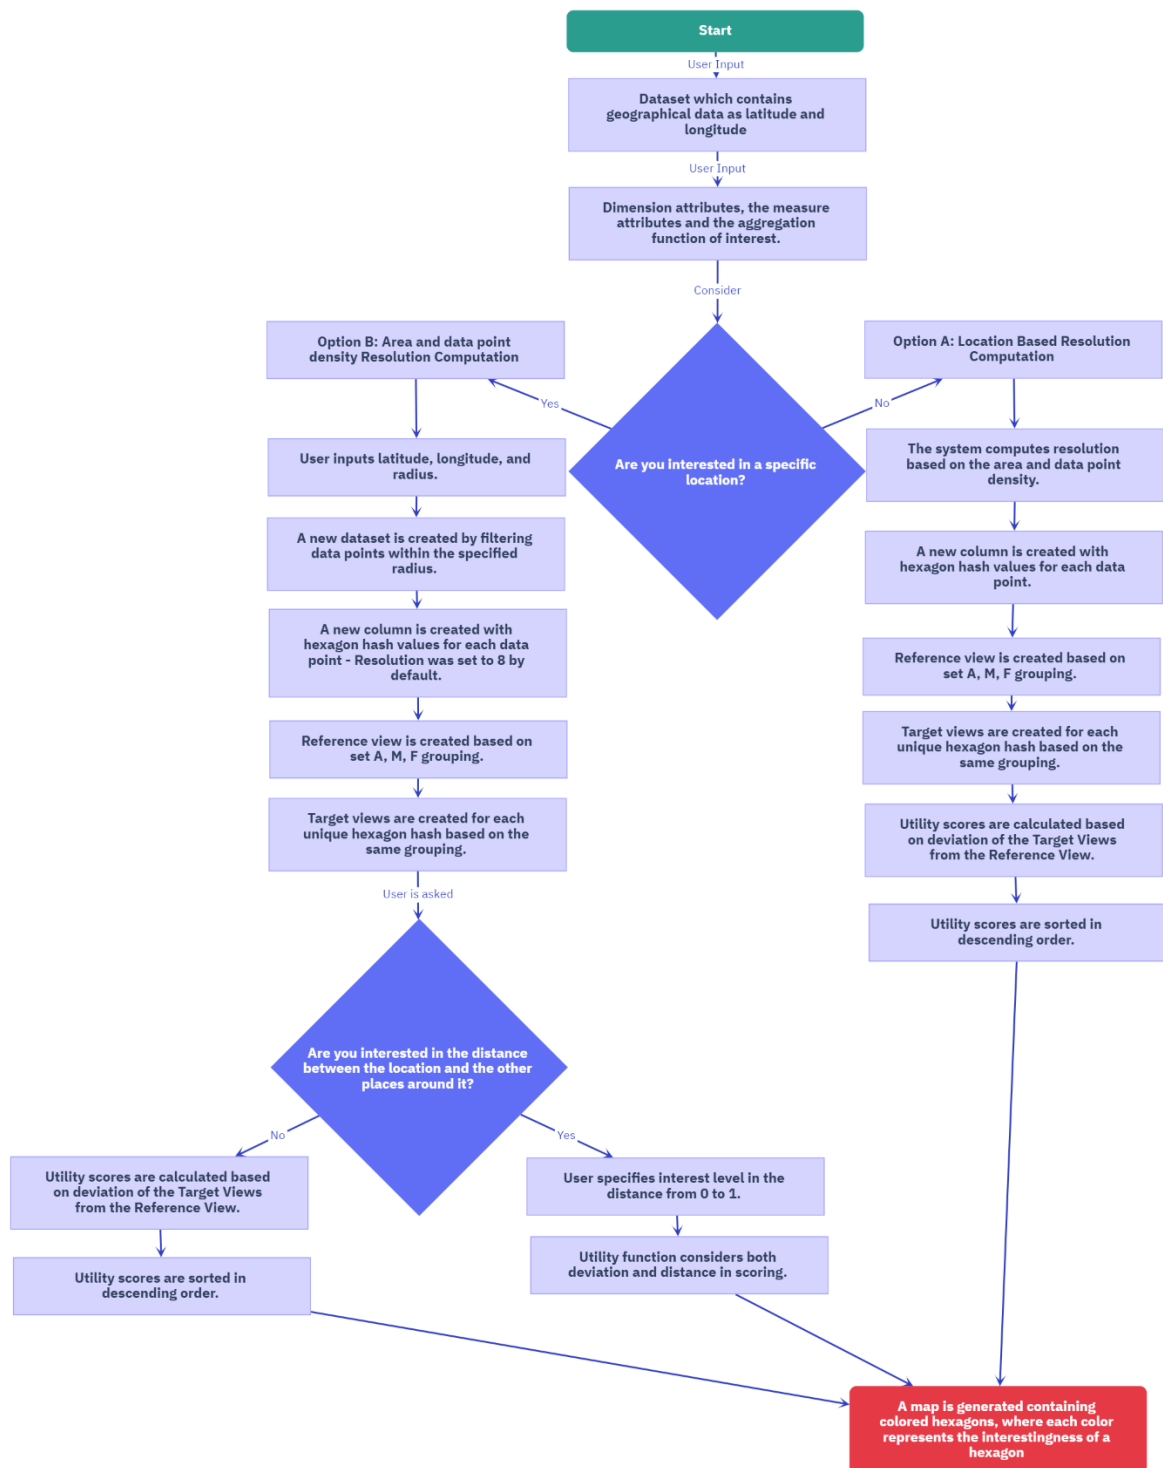 Start
User Input
Dataset which contains
geographical data as latitude and
longitude
User Input
Dimension attributes, the measure
attributes and the aggregation
function of interest.
Consider
Are you interested in a specific
location?
Yes
No
Option B: Area and data point
density Resolution Computation
User inputs latitude, longitude, and
radius.
A new dataset is created by filtering
data points within the specified
radius.
A new column is created with
hexagon hash values for each data
point - Resolution was set to 8 by
default.
Reference view is created based on
set A, M, F grouping.
Target views are created for each
unique hexagon hash based on the
same grouping.
User is asked
Are you interested in the distance
between the location and the other
places around it?
No
Yes
Utility scores are calculated based
on deviation of the Target Views
from the Reference View.
Utility scores are sorted in
descending order.
User specifies interest level in the
distance from 0 to 1.
Utility function considers both
deviation and distance in scoring.
Option A: Location Based Resolution
Computation
The system computes resolution
based on the area and data point
density.
A new column is created with
hexagon hash values for each data
point.
Reference view is created based on
set A, M, F grouping.
Target views are created for each
unique hexagon hash based on the
same grouping.
Utility scores are calculated based
on deviation of the Target Views
from the Reference View.
Utility scores are sorted in
descending order.
A map is generated containing
colored hexagons, where each color
represents the interestingness of a
hexagon